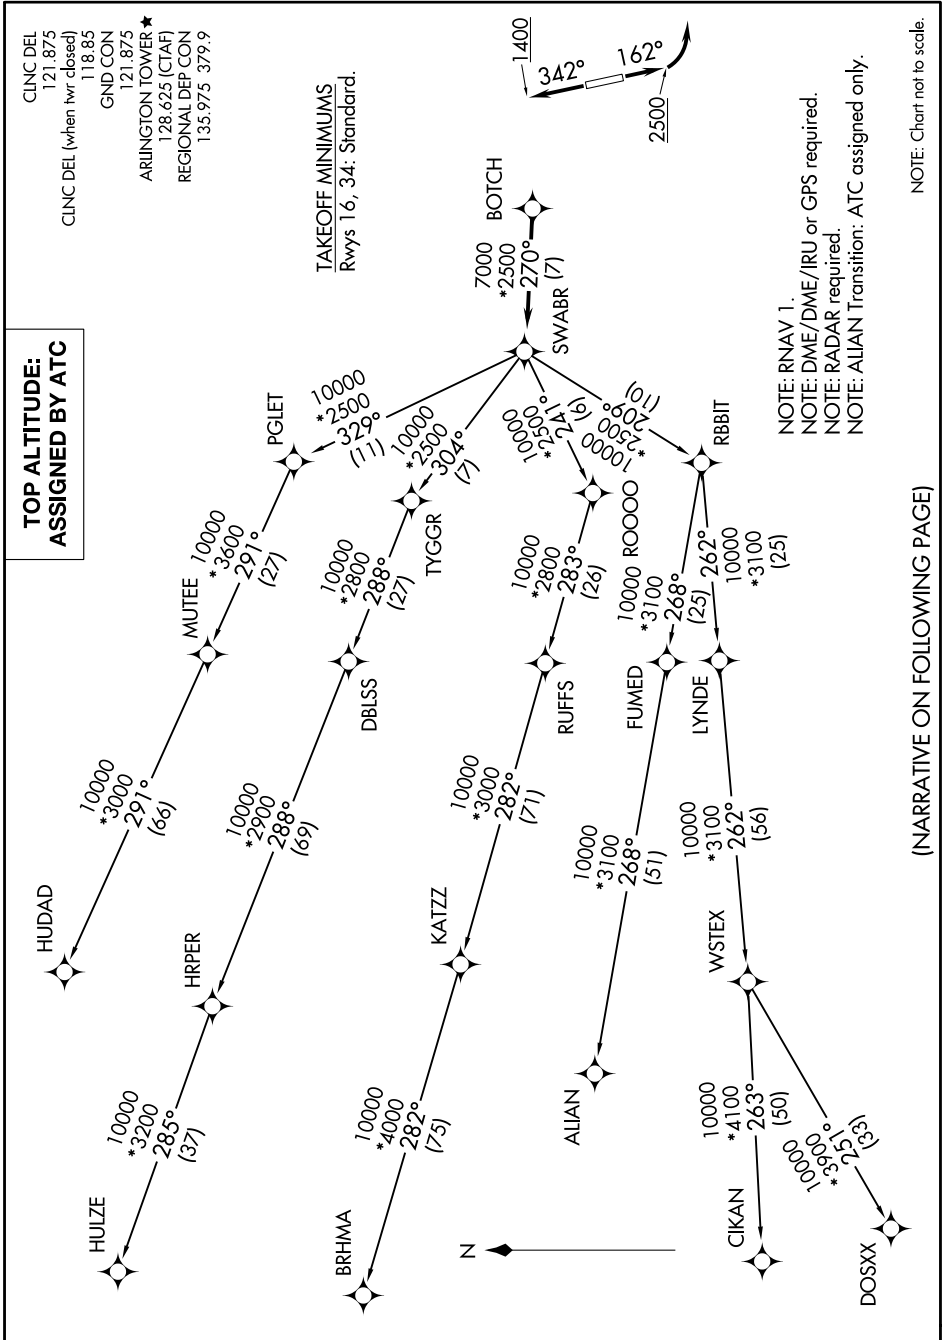 CLNC DEL
121.875
CLNC DEL (when twr closed)
118.85
GND CON
121.875
ARLINGTON TOWER ★
128.625 (CTAF)
REGIONAL DEP CON
135.975 379.9
TOP ALTITUDE:
ASSIGNED BY ATC
TAKEOFF MINIMUMS
Rwys 16, 34: Standard.
1400
342°
162°
2500
BOTCH
7000
*2500
270°
(7)
SWABR
10000
*2500
329°
(11)
PGLET
10000
*3600
291°
(27)
MUTEE
10000
*3000
291°
(66)
HUDAD
10000
*2500
304°
(7)
TYGGR
10000
*2800
288°
(27)
DBLSS
10000
*2900
288°
(69)
HRPER
10000
*3200
285°
(37)
HULZE
10000
*2500
241°
(6)
ROOOO
10000
*2800
283°
(26)
RUFFS
10000
*3000
282°
(71)
KATZZ
10000
*4000
282°
(75)
BRHMA
10000
*2500
209°
(10)
RBBIT
10000
*3100
268°
(25)
FUMED
10000
*3100
268°
(51)
ALIAN
262°
10000
*3100
(25)
LYNDE
10000
*3100
262°
(56)
WSTEX
10000
*4100
263°
(50)
CIKAN
10000
*3900
251°
(33)
DOSXX
N
NOTE: RNAV 1.
NOTE: DME/DME/IRU or GPS required.
NOTE: RADAR required.
NOTE: ALIAN Transition: ATC assigned only.
NOTE: Chart not to scale.
(NARRATIVE ON FOLLOWING PAGE)